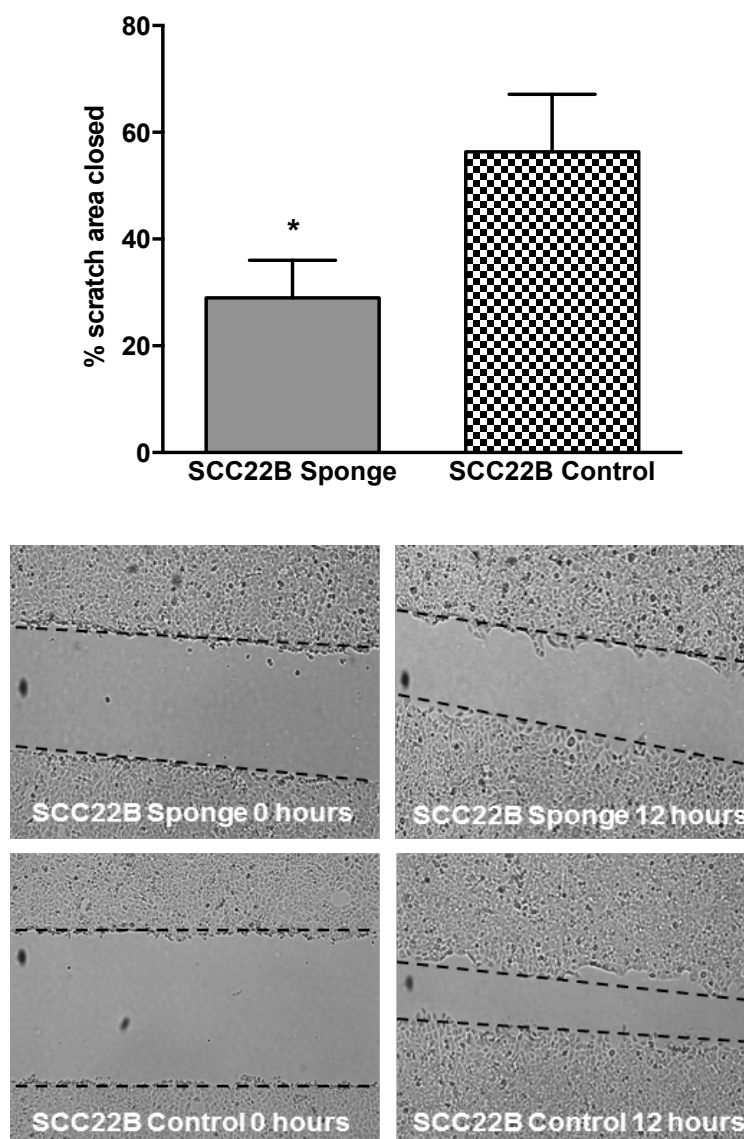 80
60
40
20
0
% scratch area closed
*
SCC22B Sponge SCC22B Control
SCC22B Sponge 0 hours
SCC22B Sponge 12 hours
SCC22B Control 0 hours
SCC22B Control 12 hours